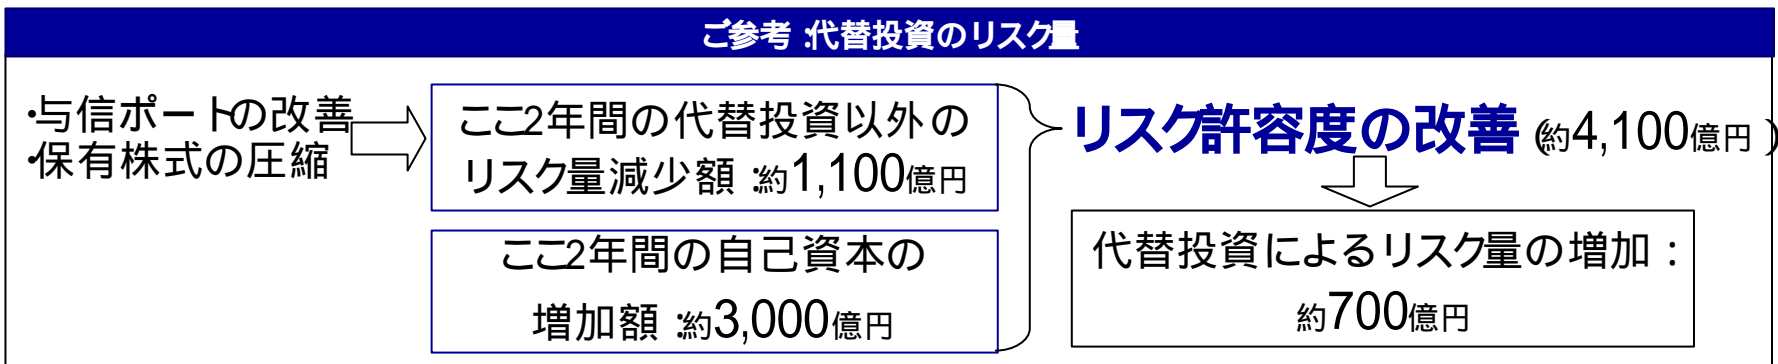 ご参考：代替投資のリスク量
・与信ポートの改善
・保有株式の圧縮
ここ2年間の代替投資以外の
リスク量減少額：約1,100億円
ここ2年間の自己資本の
増加額：約3,000億円
リスク許容度の改善（約4,100億円）
代替投資によるリスク量の増加：
約700億円